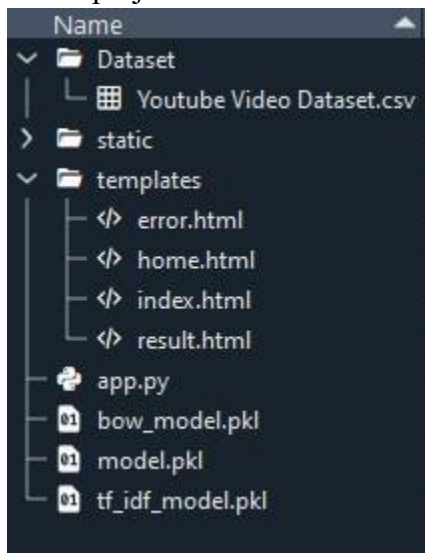 Name
Dataset
Youtube Video Dataset.csv
static
templates
error.html
home.html
index.html
result.html
app.py
bow_model.pkl
model.pkl
tf_idf_model.pkl